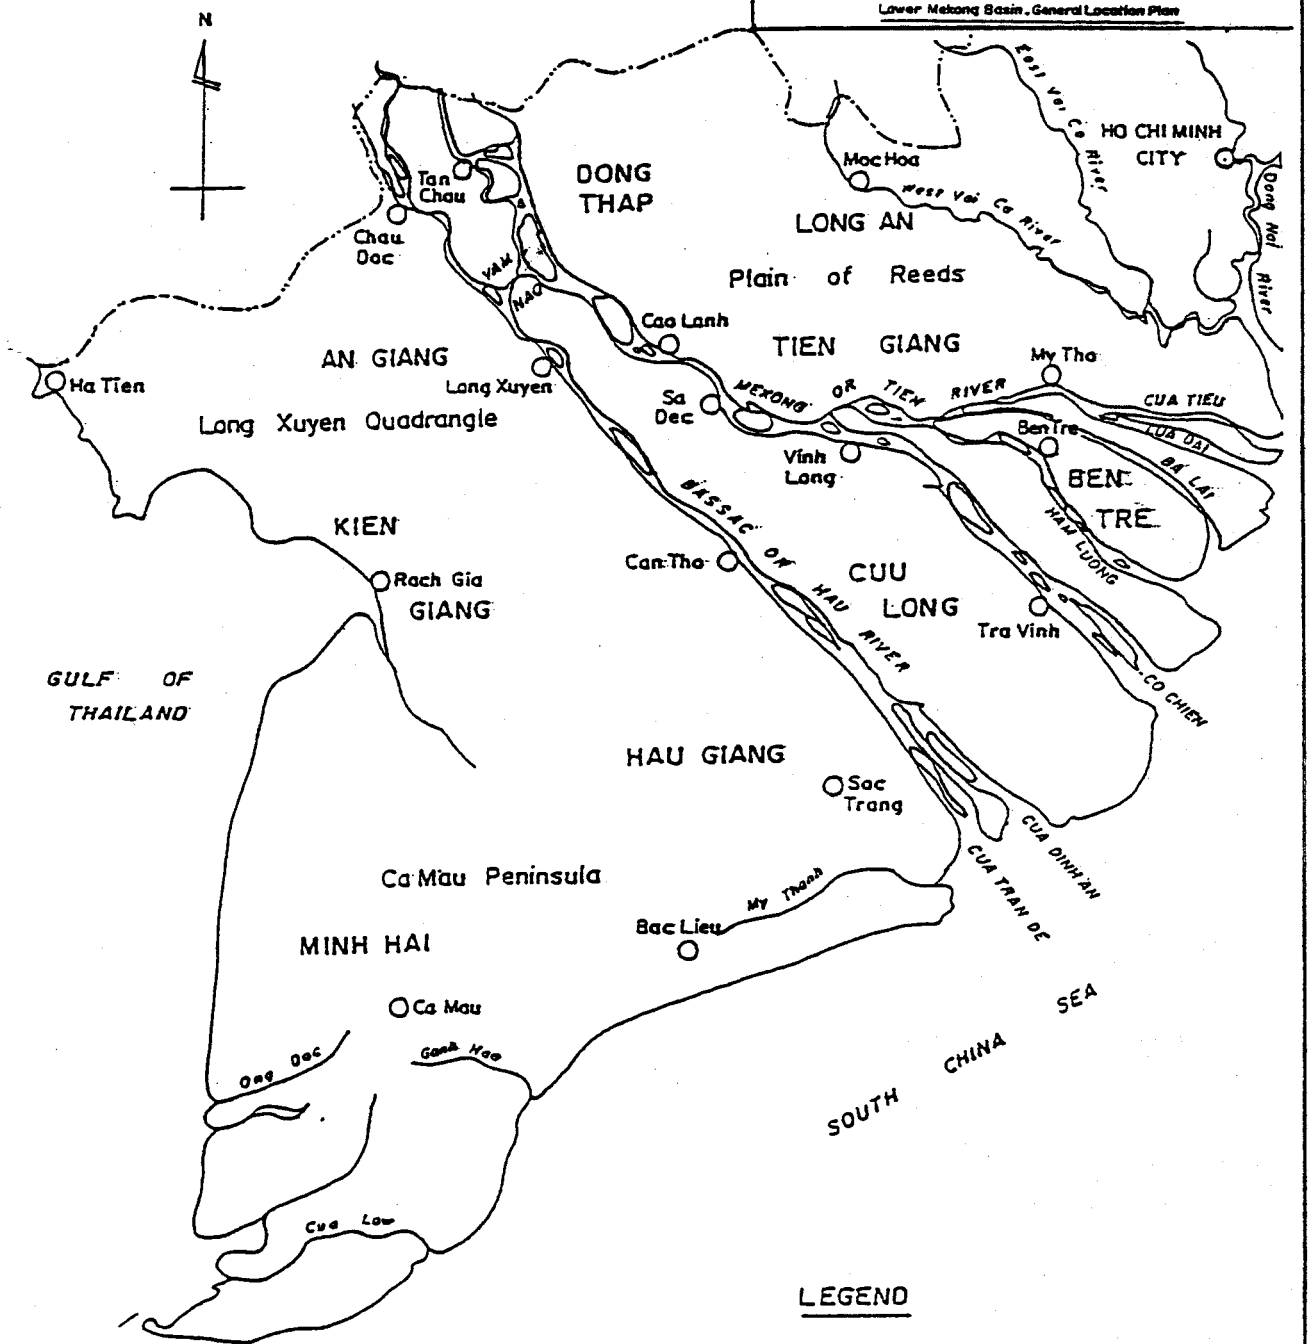 Lower Mekong Basin. General Location Plan
N
East Vai Co River
HO CHI MINH
CITY
Moc Hoa
DONG
THAP
Tan
Chau
West Vai Co River
Dong Nai River
LONG AN
Chau
Doc
VAM
NAO
Plain of Reeds
Cao Lanh
TIEN GIANG
My Tho
AN GIANG
Ha Tien
Long Xuyen
Sa
Dec
MEKONG OR TIEN RIVER
CUA TIEU
CUA DAI
Long Xuyen Quadrangle
Ben Tre
BA LAI
Vinh
Long
BEN
TRE
BASSAC OR HAU RIVER
HAM LUONG
KIEN
GIANG
Rach Gia
Can Tho
CUU
LONG
Tra Vinh
GULF OF
THAILAND
CO CHIEN
HAU GIANG
Soc
Trang
CUA DINH AN
CUA TRAN DE
Ca Mau Peninsula
My Thanh
MINH HAI
Bac Lieu
Ca Mau
SOUTH CHINA SEA
Ong Doc
Ganh Hao
Cua Low
LEGEND